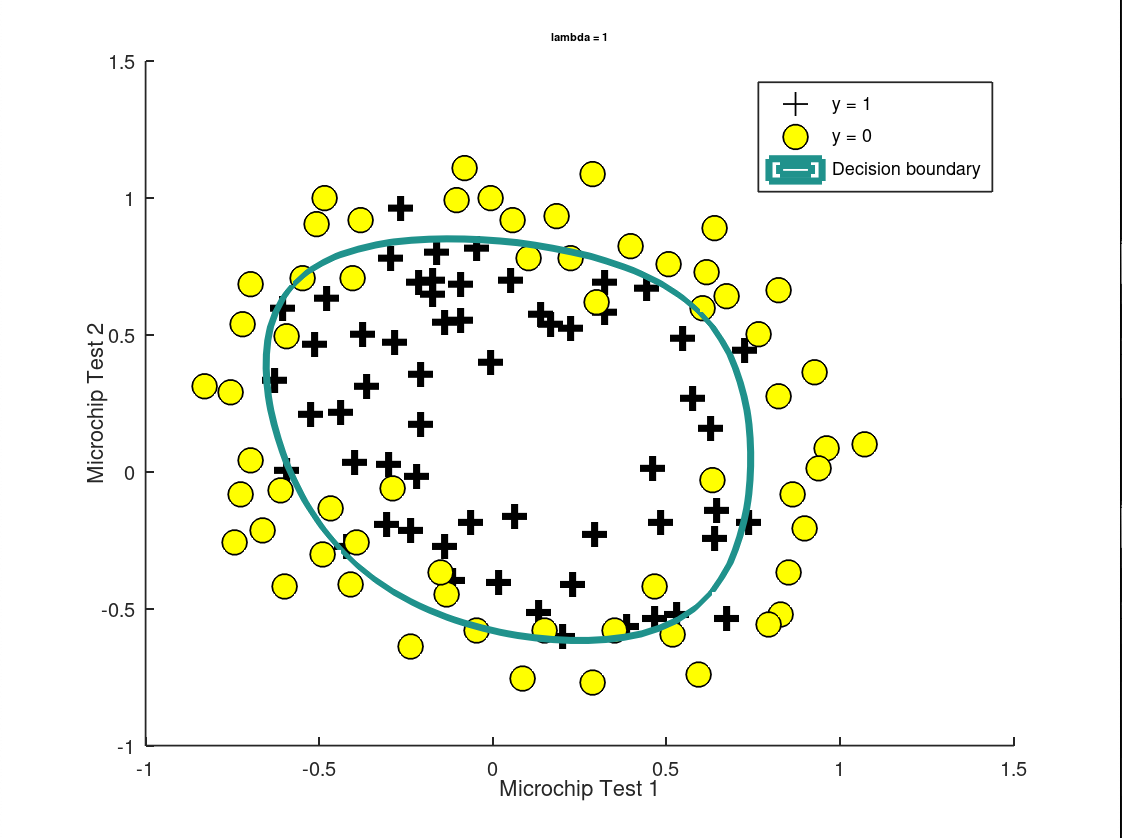 lambda = 1
1.5
1
0.5
0
-0.5
-1
Microchip Test 2
y = 1
y = 0
Decision boundary
-1
-0.5
0
0.5
1
1.5
Microchip Test 1